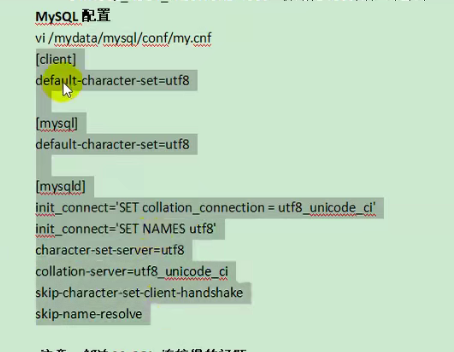 MySQL 配置
vi /mydata/mysql/conf/my.cnf
[client]
default-character-set=utf8
[mysql]
default-character-set=utf8
[mysqld]
init_connect='SET collation_connection = utf8_unicode_ci'
init_connect='SET NAMES utf8'
character-set-server=utf8
collation-server=utf8_unicode_ci
skip-character-set-client-handshake
skip-name-resolve